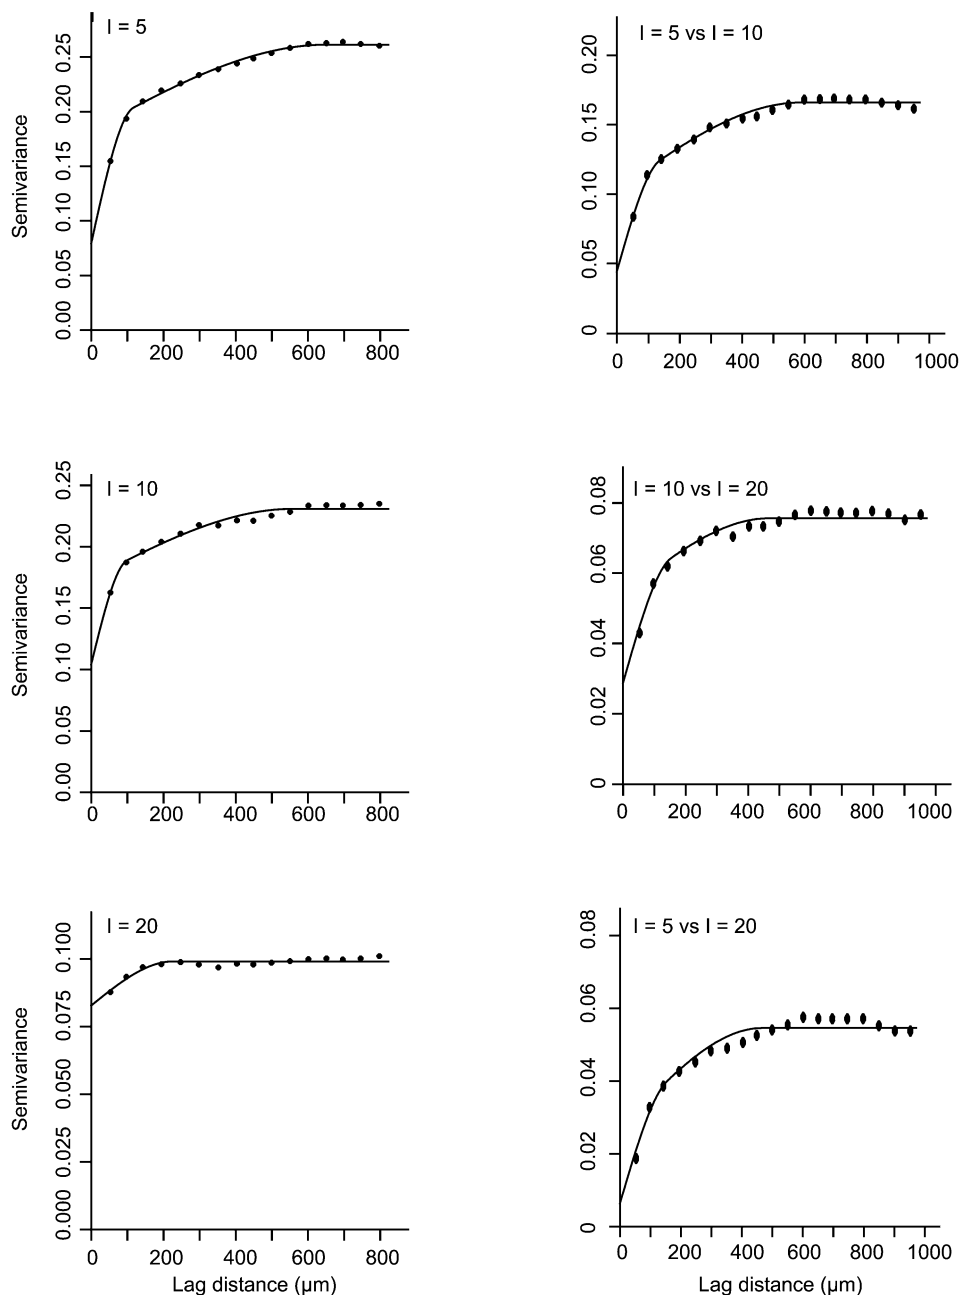 I = 5
Semivariance
0.00 0.05 0.10 0.15 0.20 0.25
0 200 400 600 800
I = 5 vs I = 10
0 0.05 0.10 0.15 0.20
0 200 400 600 800 1000
I = 10
Semivariance
0.00 0.05 0.10 0.15 0.20 0.25
0 200 400 600 800
I = 10 vs I = 20
0 0.02 0.04 0.06 0.08
0 200 400 600 800 1000
I = 20
Semivariance
0.000 0.025 0.050 0.075 0.100
0 200 400 600 800
Lag distance (µm)
I = 5 vs I = 20
0 0.02 0.04 0.06 0.08
0 200 400 600 800 1000
Lag distance (µm)